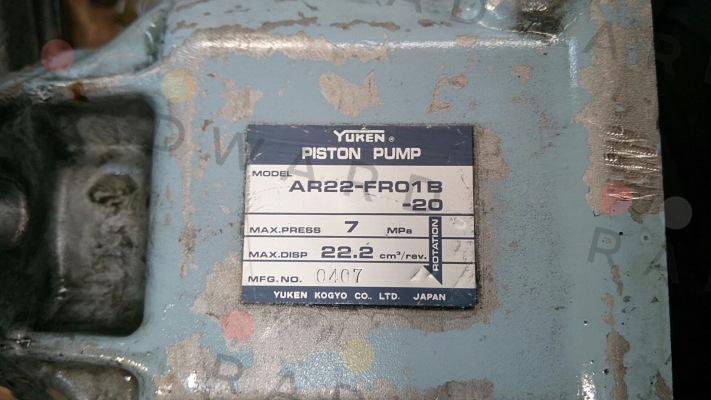 YUKEN ®
PISTON PUMP
MODEL
AR22-FR01B
-20
MAX.PRESS 7 MPa
MAX.DISP 22.2 cm³/rev.
ROTATION
MFG.NO. 0407
YUKEN KOGYO CO., LTD. JAPAN